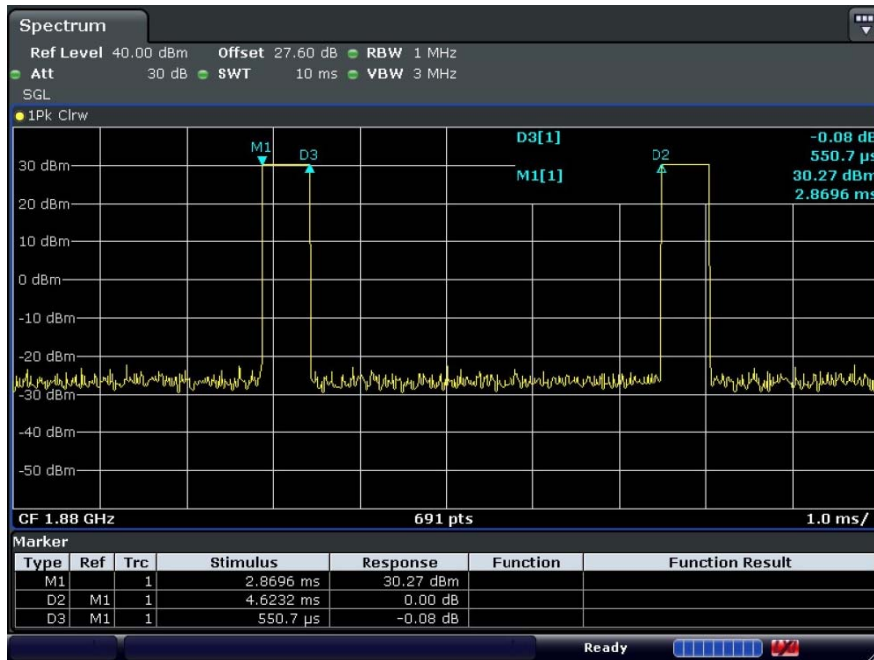 Spectrum
Ref Level 40.00 dBm Offset 27.60 dB RBW 1 MHz
Att 30 dB SWT 10 ms VBW 3 MHz
SGL
1Pk Clrw
D3[1] -0.08 dB
550.7 µs
M1[1] 30.27 dBm
2.8696 ms
M1
D3
D2
30 dBm
20 dBm
10 dBm
0 dBm
-10 dBm
-20 dBm
-30 dBm
-40 dBm
-50 dBm
CF 1.88 GHz 691 pts 1.0 ms/
Marker
Type Ref Trc Stimulus Response Function Function Result
M1 1 2.8696 ms 30.27 dBm
D2 M1 1 4.6232 ms 0.00 dB
D3 M1 1 550.7 µs -0.08 dB
Ready